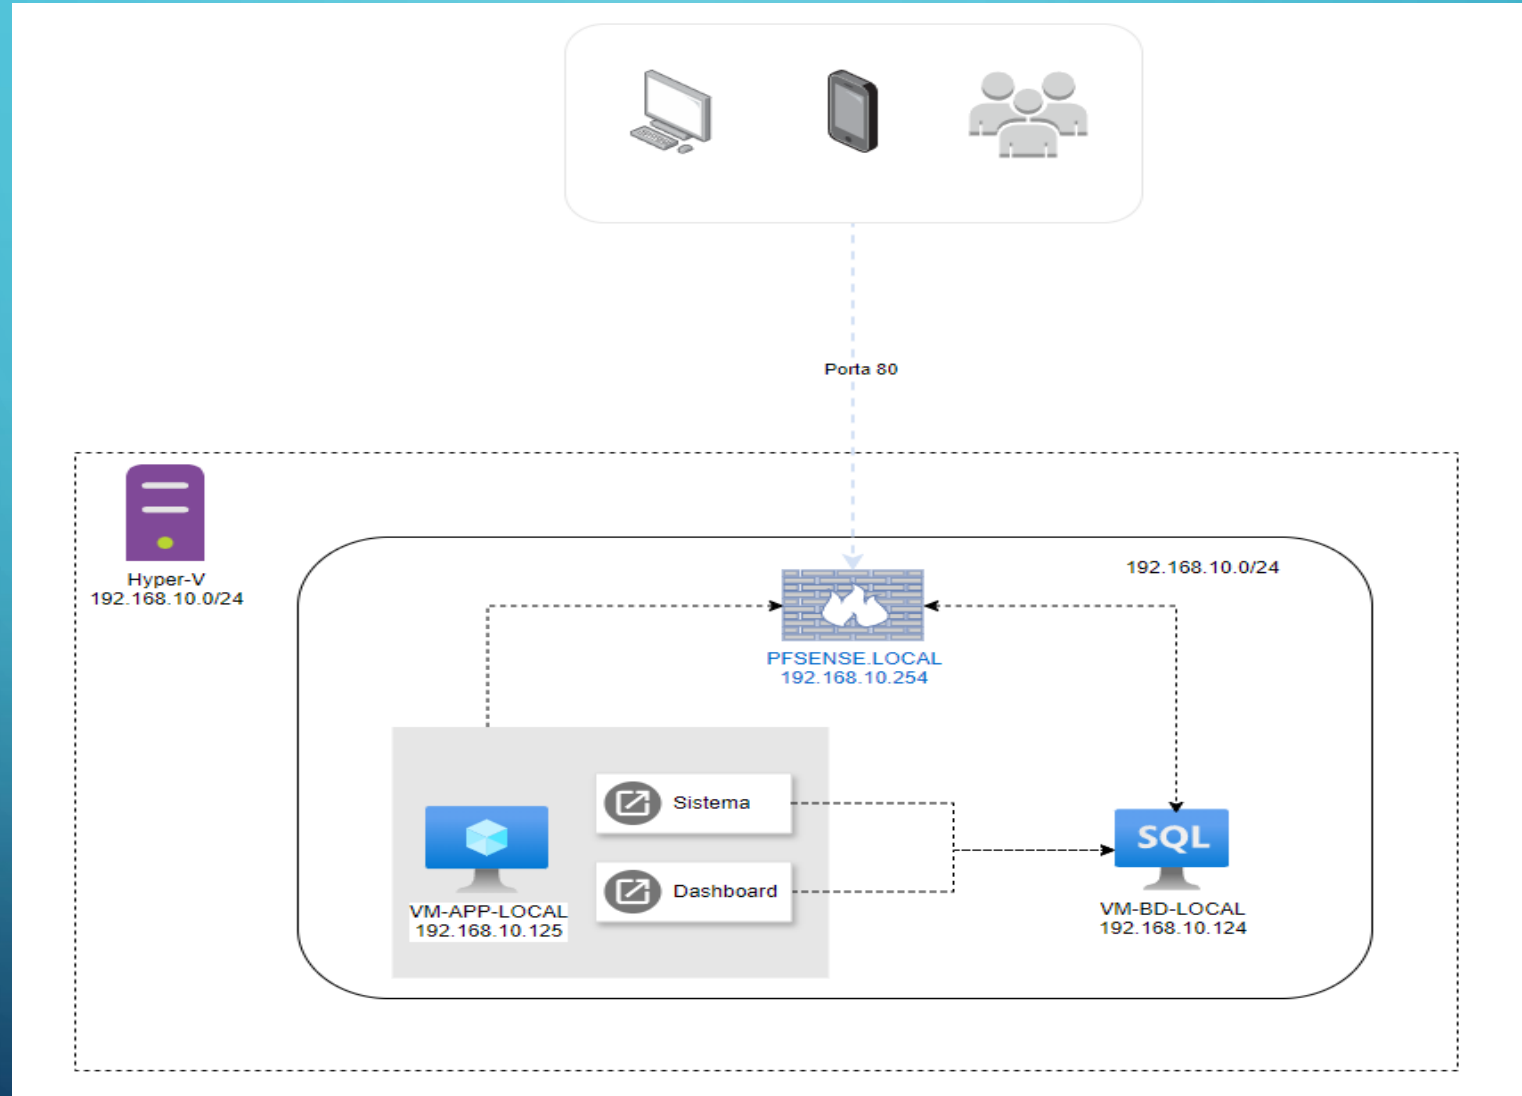 Porta 80
Hyper-V
192.168.10.0/24
192.168.10.0/24
PFSENSE.LOCAL
192.168.10.254
Sistema
Dashboard
VM-APP-LOCAL
192.168.10.125
SQL
VM-BD-LOCAL
192.168.10.124